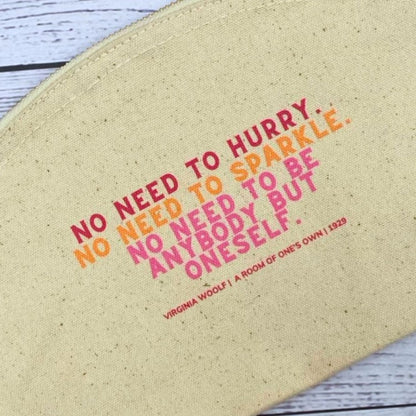 NO NEED TO HURRY.
NO NEED TO SPARKLE.
NO NEED TO BE
ANYBODY BUT
ONESELF.
VIRGINIA WOOLF | A ROOM OF ONE'S OWN | 1929